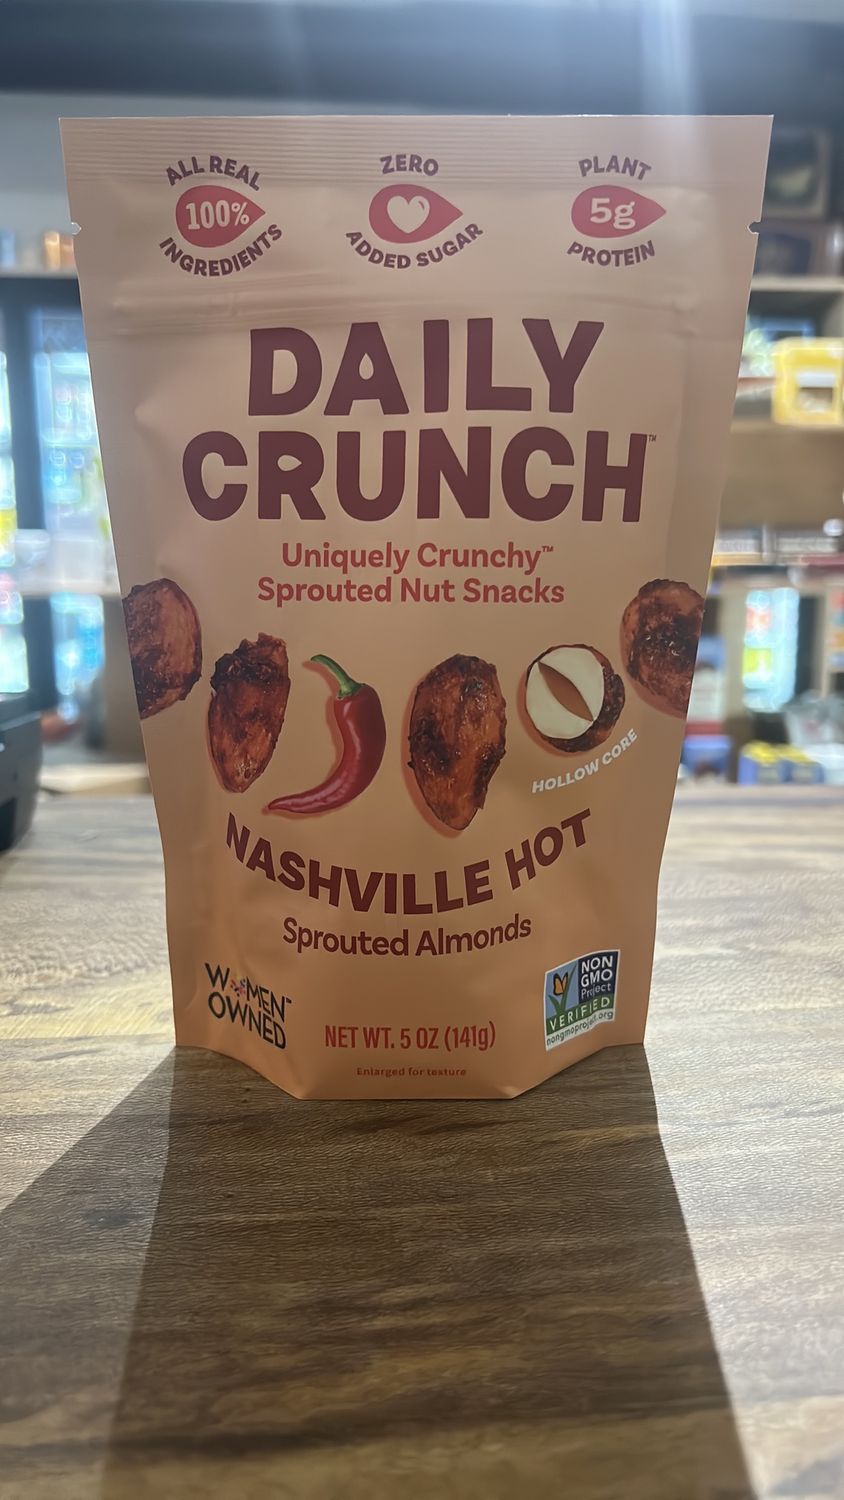 ALL REAL
100%
INGREDIENTS
ZERO
ADDED SUGAR
PLANT
5g
PROTEIN
DAILY
CRUNCH™
Uniquely Crunchy™
Sprouted Nut Snacks
HOLLOW CORE
NASHVILLE HOT
Sprouted Almonds
WOMEN™
OWNED
NON
GMO
Project
VERIFIED
nongmoproject.org
NET WT. 5 OZ (141g)
Enlarged for texture